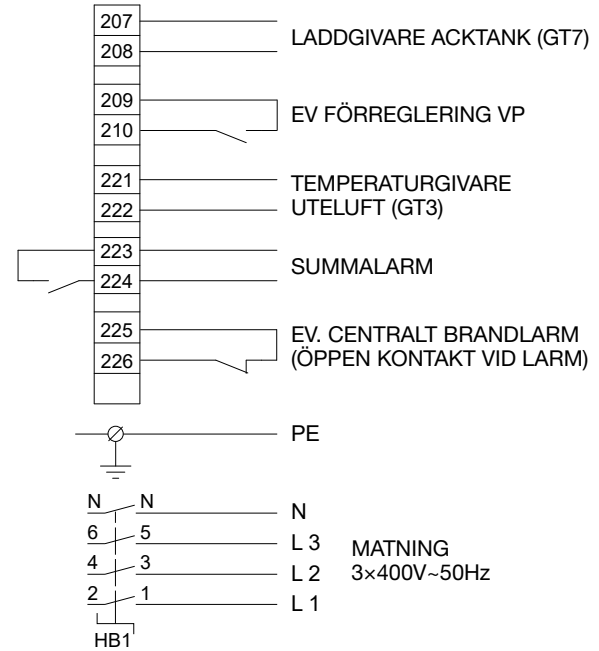 207
208
LADDGIVARE ACKTANK (GT7)
209
210
EV FÖRREGLERING VP
221
222
TEMPERATURGIVARE
UTELUFT (GT3)
223
224
SUMMALARM
225
226
EV. CENTRALT BRANDLARM
(ÖPPEN KONTAKT VID LARM)
PE
N N N
6 5 L 3
4 3 L 2
2 1 L 1
MATNING
3×400V~50Hz
HB1